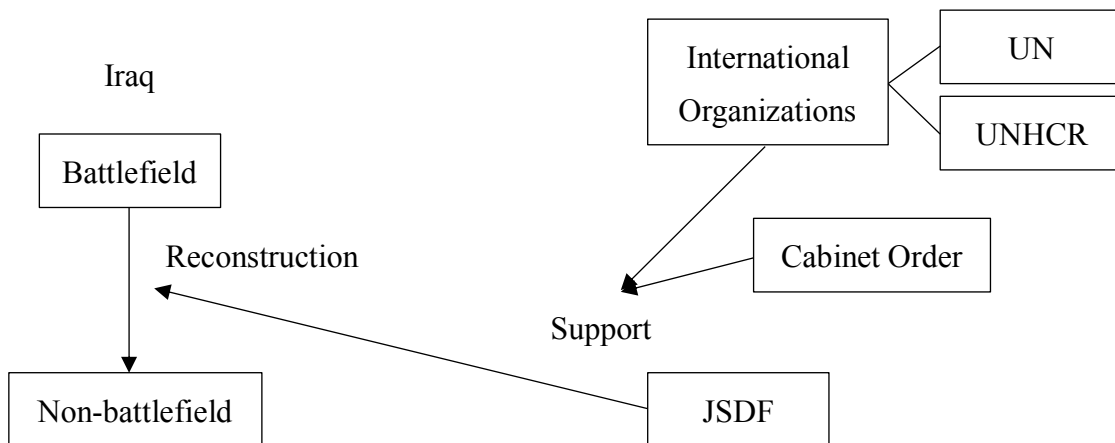 Iraq
Battlefield
Reconstruction
Non-battlefield
International
Organizations
UN
UNHCR
Cabinet Order
Support
JSDF